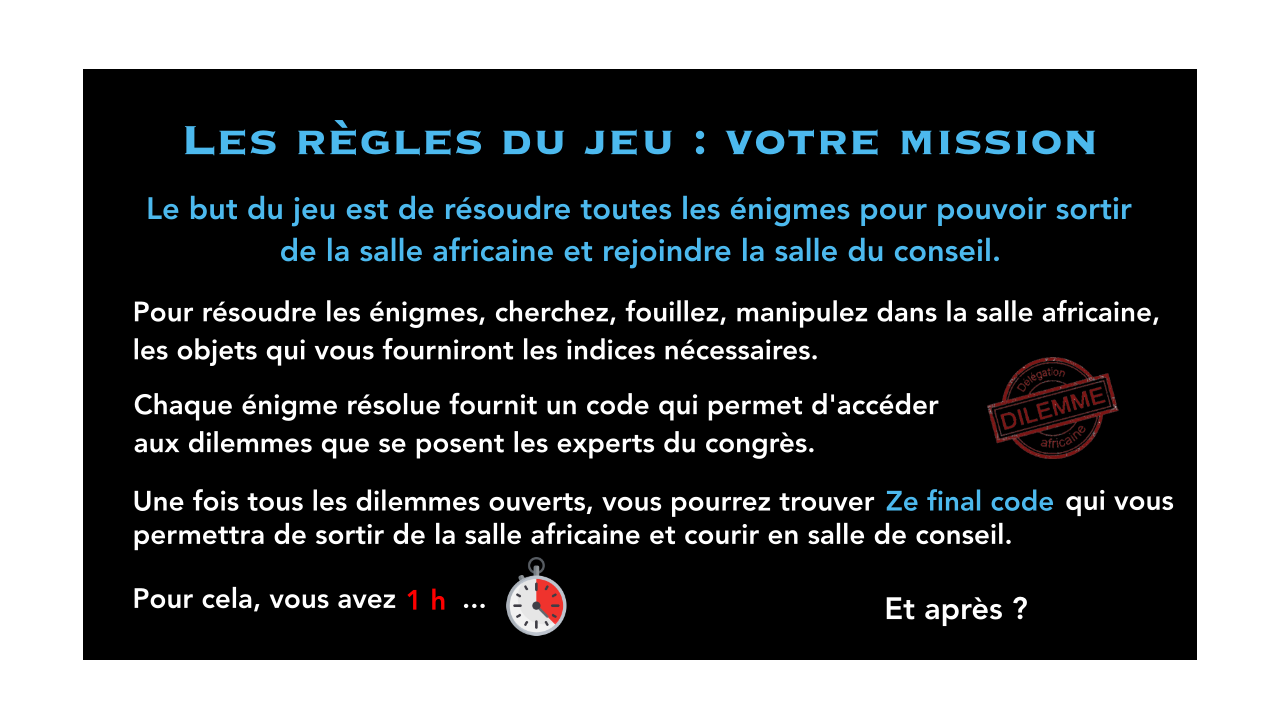 Les règles du jeu : votre mission
Le but du jeu est de résoudre toutes les énigmes pour pouvoir sortir
de la salle africaine et rejoindre la salle du conseil.
Pour résoudre les énigmes, cherchez, fouillez, manipulez dans la salle africaine,
les objets qui vous fourniront les indices nécessaires.
Chaque énigme résolue fournit un code qui permet d'accéder
aux dilemmes que se posent les experts du congrès.
Délégation
DILEMME
africaine
Une fois tous les dilemmes ouverts, vous pourrez trouver Ze final code qui vous
permettra de sortir de la salle africaine et courir en salle de conseil.
Pour cela, vous avez 1 h ...
Et après ?